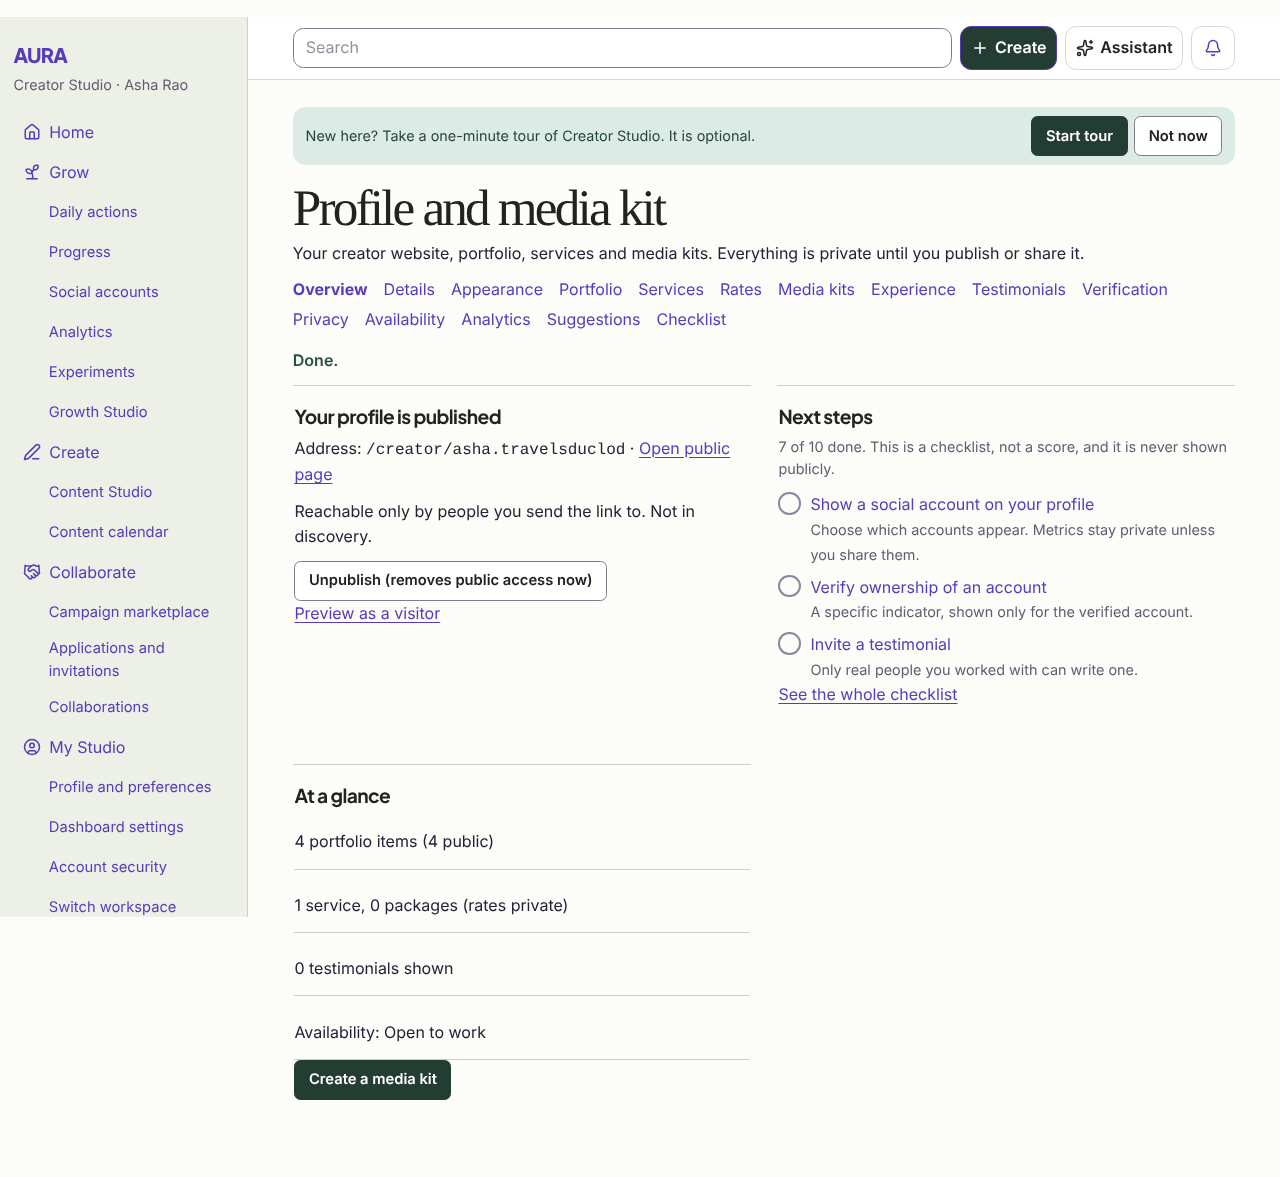 AURA
Creator Studio · Asha Rao
Home
Grow
Daily actions
Progress
Social accounts
Analytics
Experiments
Growth Studio
Create
Content Studio
Content calendar
Collaborate
Campaign marketplace
Applications and
invitations
Collaborations
My Studio
Profile and preferences
Dashboard settings
Account security
Switch workspace
Search
Create
Assistant
New here? Take a one-minute tour of Creator Studio. It is optional.
Start tour
Not now
Profile and media kit
Your creator website, portfolio, services and media kits. Everything is private until you publish or share it.
Overview Details Appearance Portfolio Services Rates Media kits Experience Testimonials Verification
Privacy Availability Analytics Suggestions Checklist
Done.
Your profile is published
Address: /creator/asha.travelsduclod · Open public
page
Reachable only by people you send the link to. Not in
discovery.
Unpublish (removes public access now)
Preview as a visitor
Next steps
7 of 10 done. This is a checklist, not a score, and it is never shown
publicly.
Show a social account on your profile
Choose which accounts appear. Metrics stay private unless
you share them.
Verify ownership of an account
A specific indicator, shown only for the verified account.
Invite a testimonial
Only real people you worked with can write one.
See the whole checklist
At a glance
4 portfolio items (4 public)
1 service, 0 packages (rates private)
0 testimonials shown
Availability: Open to work
Create a media kit